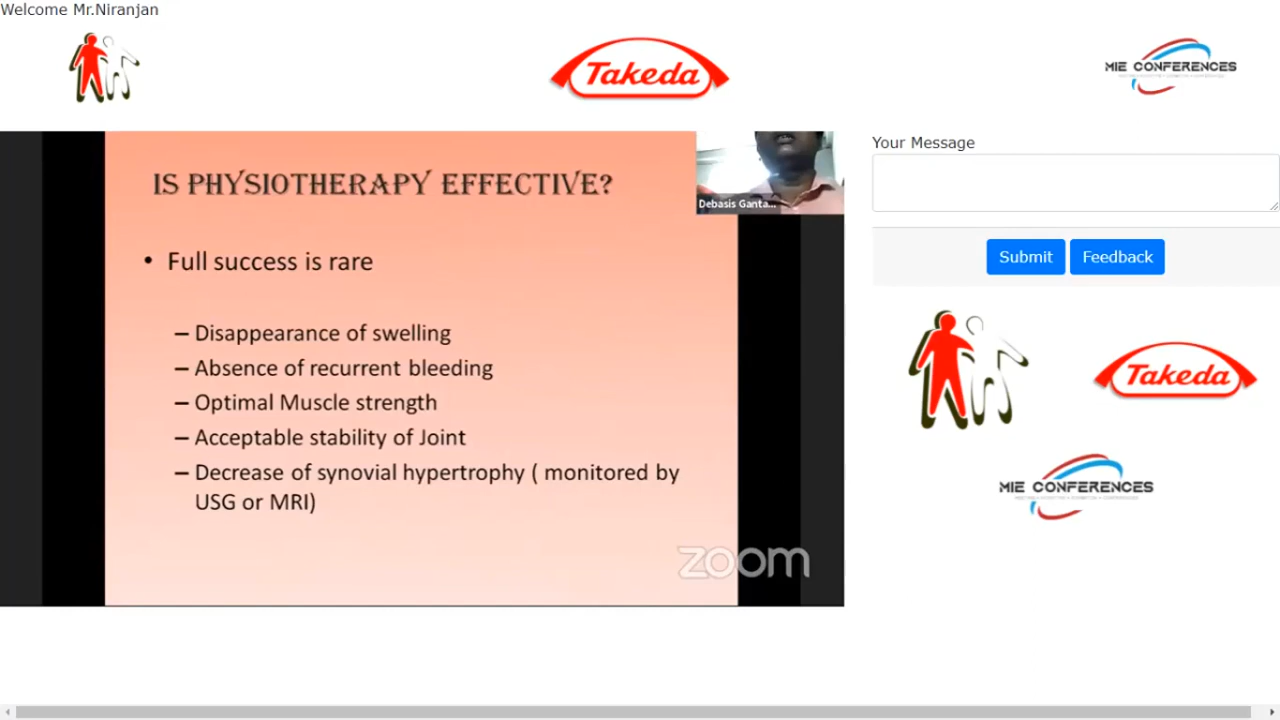 Welcome Mr.Niranjan
Takeda
MIE CONFERENCES
IS PHYSIOTHERAPY EFFECTIVE?
Debasis Ganta...
• Full success is rare
– Disappearance of swelling
– Absence of recurrent bleeding
– Optimal Muscle strength
– Acceptable stability of Joint
– Decrease of synovial hypertrophy ( monitored by
USG or MRI)
zoom
Your Message
Submit
Feedback
Takeda
MIE CONFERENCES